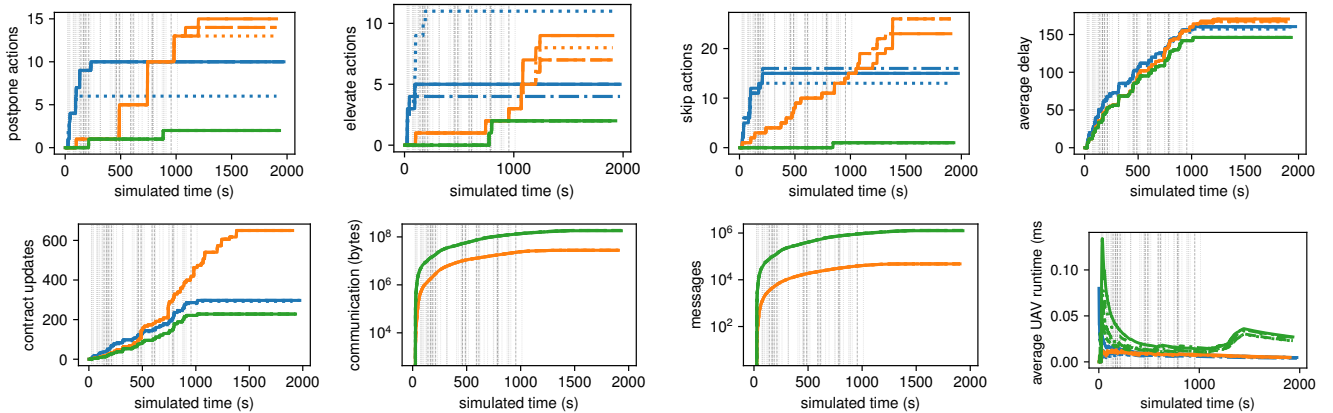 postpone actions
15
10
5
0
0 500 1000 1500 2000
simulated time (s)
elevate actions
10
5
0
0 1000 2000
simulated time (s)
skip actions
20
10
0
0 500 1000 1500 2000
simulated time (s)
average delay
150
100
50
0
0 500 1000 1500 2000
simulated time (s)
contract updates
600
400
200
0
0 500 1000 1500 2000
simulated time (s)
communication (bytes)
10^8
10^6
10^4
0 500 1000 1500 2000
simulated time (s)
messages
10^6
10^4
10^2
0 500 1000 1500 2000
simulated time (s)
average UAV runtime (ms
0.10
0.05
0.00
0 1000 2000
simulated time (s)